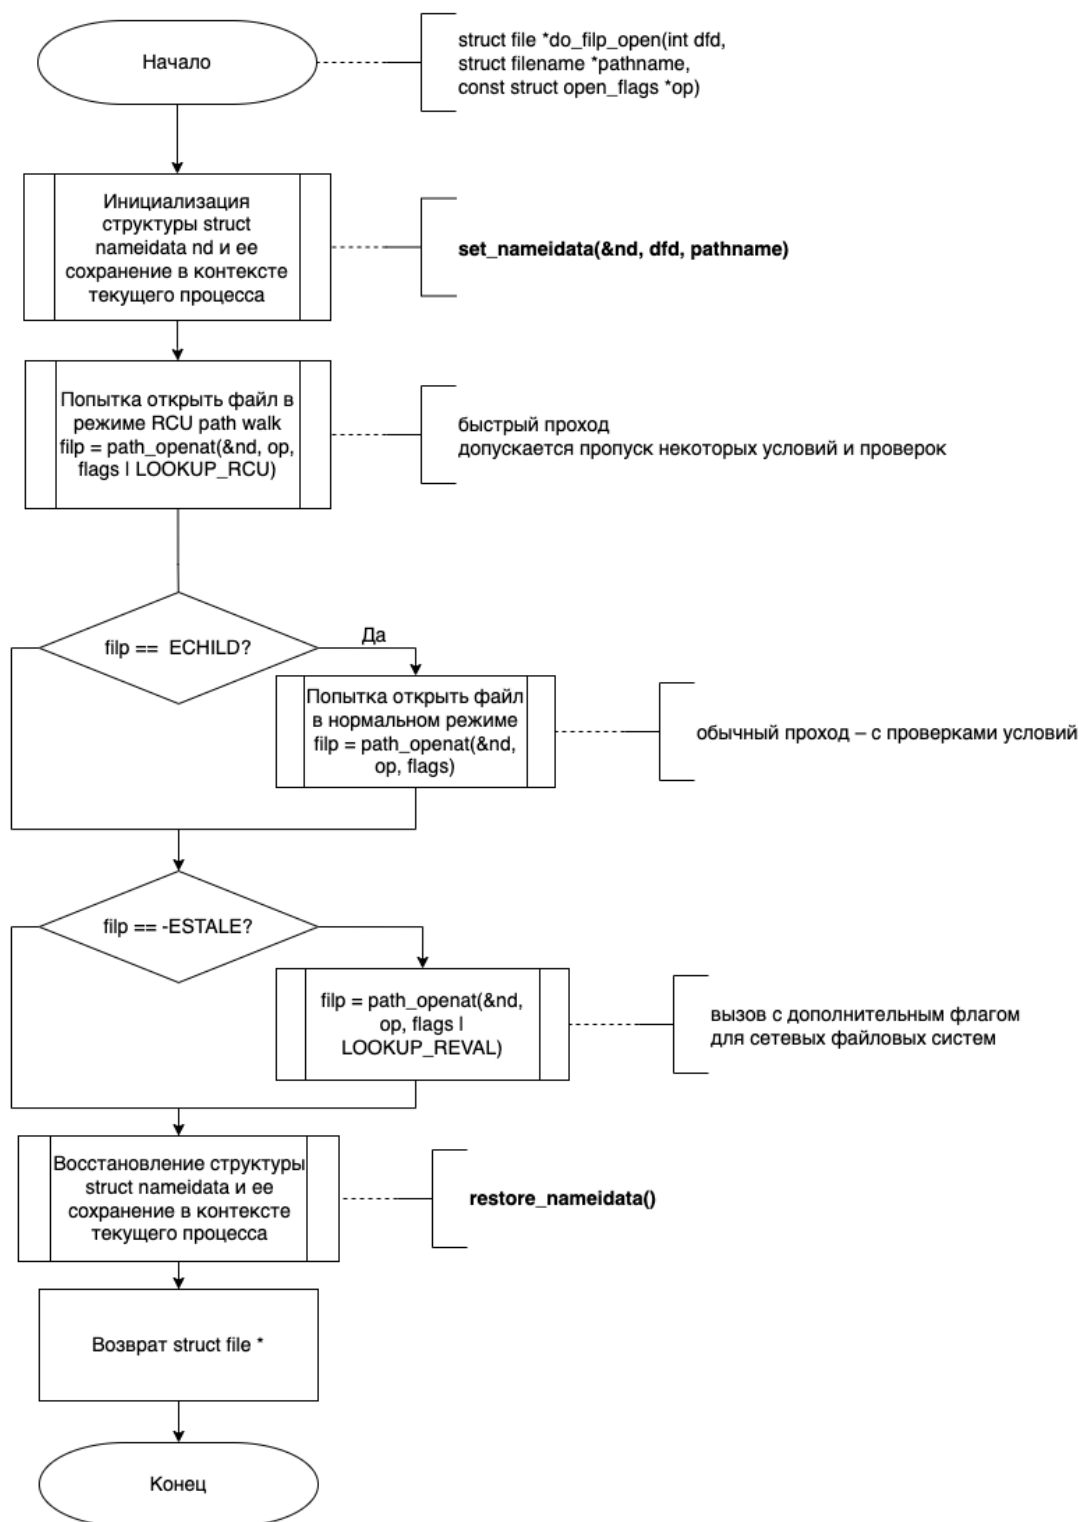 Начало
struct file *do_filp_open(int dfd,
struct filename *pathname,
const struct open_flags *op)
Инициализация
структуры struct
nameidata nd и ее
сохранение в контексте
текущего процесса
set_nameidata(&nd, dfd, pathname)
Попытка открыть файл в
режиме RCU path walk
filp = path_openat(&nd, op,
flags | LOOKUP_RCU)
быстрый проход
допускается пропуск некоторых условий и проверок
filp ==  ECHILD?
Да
Попытка открыть файл
в нормальном режиме
filp = path_openat(&nd,
op, flags)
обычный проход – с проверками условий
filp == -ESTALE?
filp = path_openat(&nd,
op, flags |
LOOKUP_REVAL)
вызов с дополнительным флагом
для сетевых файловых систем
Восстановление структуры
struct nameidata и ее
сохранение в контексте
текущего процесса
restore_nameidata()
Возврат struct file *
Конец